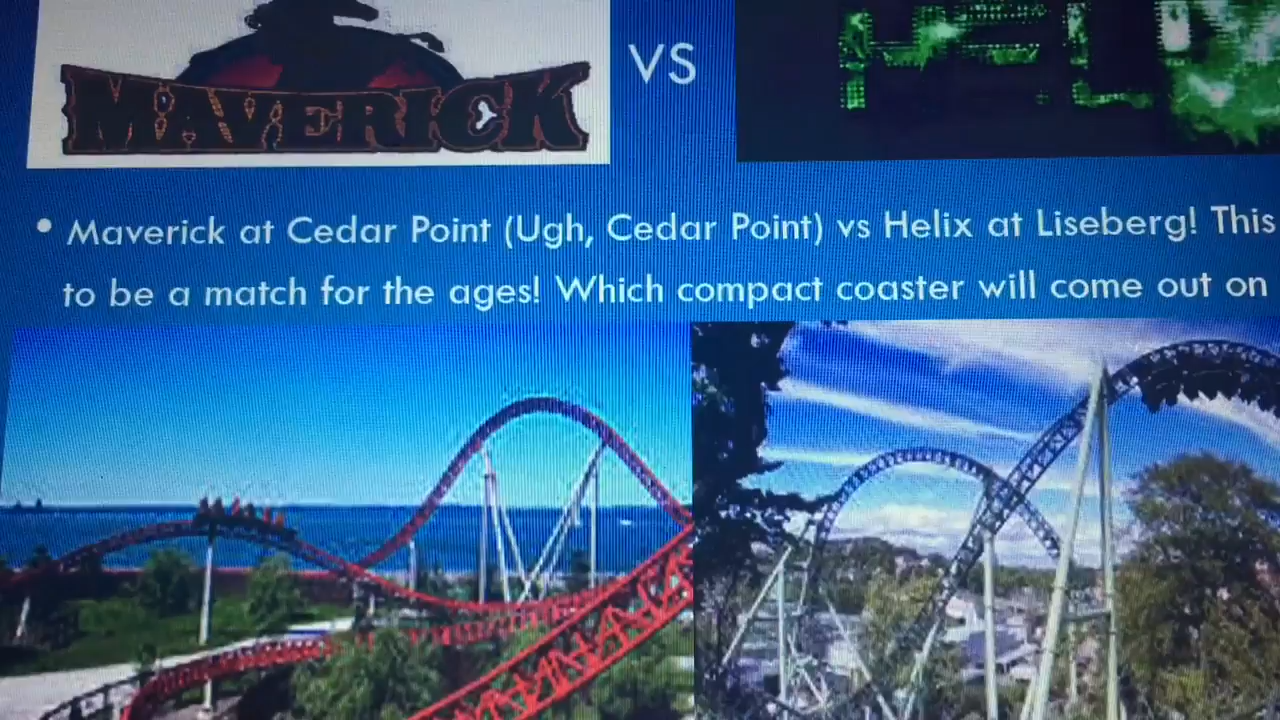 MAVERICK
VS
• Maverick at Cedar Point (Ugh, Cedar Point) vs Helix at Liseberg! This
to be a match for the ages! Which compact coaster will come out on